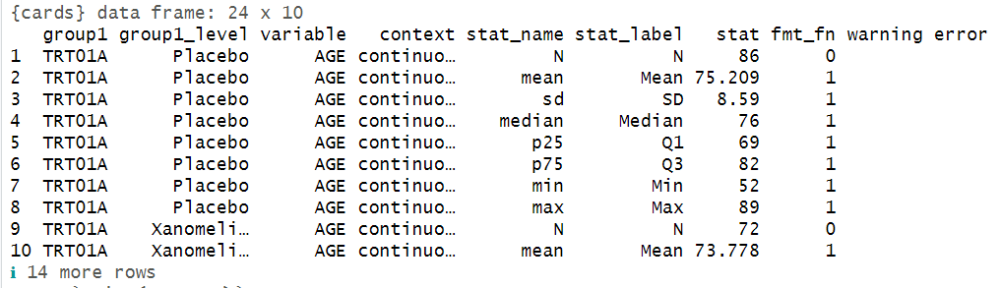 {cards} data frame: 24 x 10
group1 group1_level variable context stat_name stat_label stat fmt_fn warning error
1 TRT01A Placebo AGE continuo… N N 86 0
2 TRT01A Placebo AGE continuo… mean Mean 75.209 1
3 TRT01A Placebo AGE continuo… sd SD 8.59 1
4 TRT01A Placebo AGE continuo… median Median 76 1
5 TRT01A Placebo AGE continuo… p25 Q1 69 1
6 TRT01A Placebo AGE continuo… p75 Q3 82 1
7 TRT01A Placebo AGE continuo… min Min 52 1
8 TRT01A Placebo AGE continuo… max Max 89 1
9 TRT01A Xanomeli… AGE continuo… N N 72 0
10 TRT01A Xanomeli… AGE continuo… mean Mean 73.778 1
ℹ 14 more rows